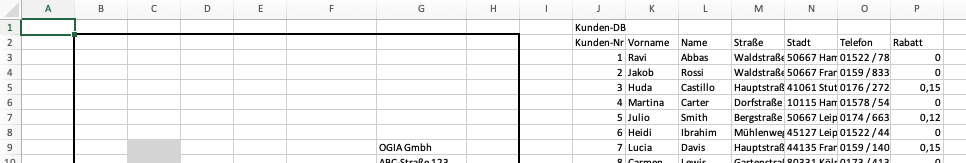 A B C D E F G H I J K L M N O P
1 Kunden-DB
2 Kunden-Nr Vorname Name Straße Stadt Telefon Rabatt
3 1 Ravi Abbas Waldstraße 50667 Ham 01522 / 78 0
4 2 Jakob Rossi Waldstraße 50667 Fran 0159 / 833 0
5 3 Huda Castillo Hauptstraß 41061 Stut 0176 / 272 0,15
6 4 Martina Carter Dorfstraße 10115 Ham 01578 / 54 0
7 5 Julio Smith Bergstraße 50667 Leip 0174 / 663 0,12
8 6 Heidi Ibrahim Mühlenweg 45127 Leip 01522 / 44 0
9 OGIA Gmbh 7 Lucia Davis Hauptstraß 44135 Fran 0159 / 140 0,15
10 ABC-Straße 123 8 Carmen Lewis Gartenstra 80331 Köln 0173 / 413 0